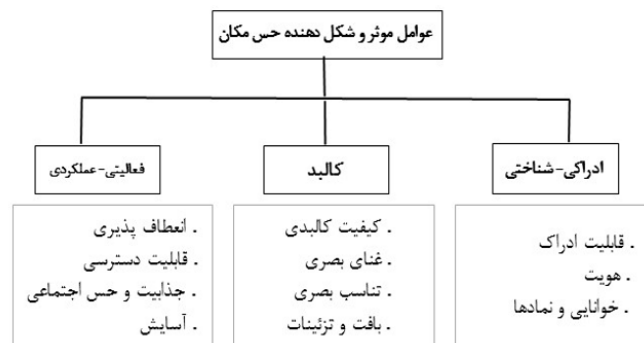 عوامل موثر و شکل دهنده حس مکان
ادراکی-شناختی
. قابلیت ادراک
. هویت
. خوانایی و نمادها
کالبد
. کیفیت کالبدی
. غنای بصری
. تناسب بصری
. بافت و تزئینات
فعالیتی-عملکردی
. انعطاف پذیری
. قابلیت دسترسی
. جذابیت و حس اجتماعی
. آسایش